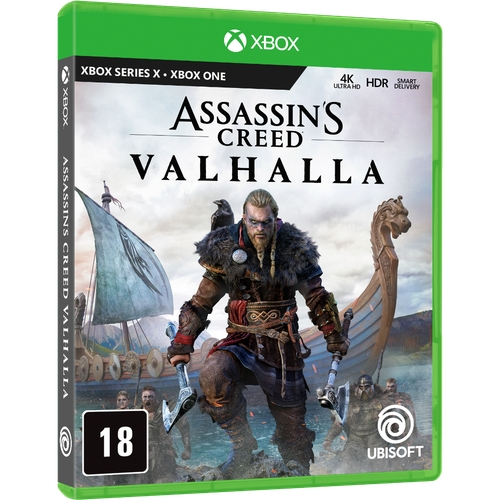 XBOX
XBOX SERIES X • XBOX ONE
4K
ULTRA HD
HDR
SMART
DELIVERY
ASSASSIN'S
CREED
VALHALLA
18
UBISOFT
XBOX
ASSASSIN'S CREED VALHALLA